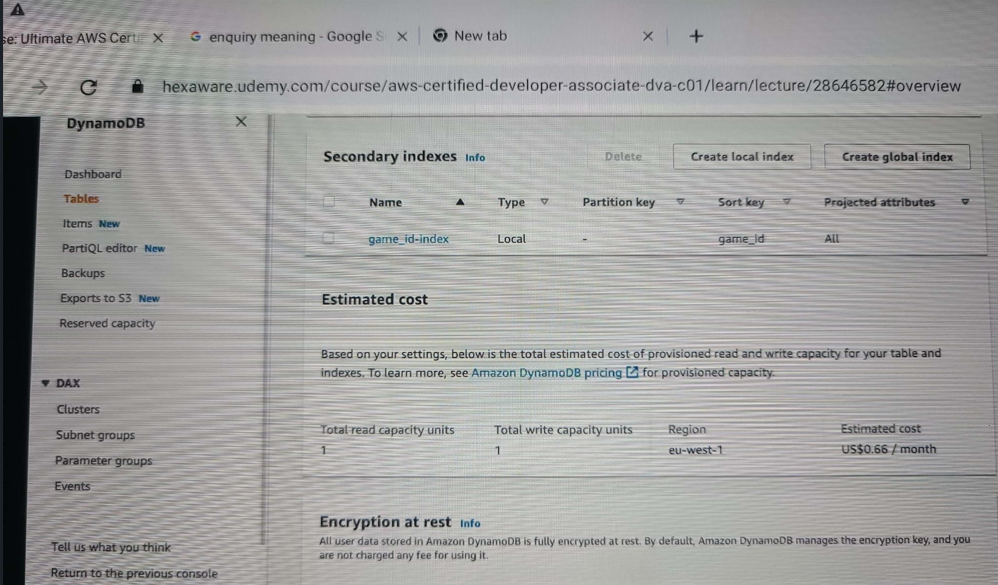 se: Ultimate AWS Cert
enquiry meaning - Google S
New tab
hexaware.udemy.com/course/aws-certified-developer-associate-dva-c01/learn/lecture/28646582#overview
DynamoDB
Dashboard
Tables
Items New
PartiQL editor New
Backups
Exports to S3 New
Reserved capacity
DAX
Clusters
Subnet groups
Parameter groups
Events
Tell us what you think
Return to the previous console
Secondary indexes Info
Delete
Create local index
Create global index
Name Type Partition key Sort key Projected attributes
game_id-index Local - game_id All
Estimated cost
Based on your settings, below is the total estimated cost of provisioned read and write capacity for your table and
indexes. To learn more, see Amazon DynamoDB pricing for provisioned capacity.
Total read capacity units Total write capacity units Region Estimated cost
1 1 eu-west-1 US$0.66 / month
Encryption at rest Info
All user data stored in Amazon DynamoDB is fully encrypted at rest. By default, Amazon DynamoDB manages the encryption key, and you
are not charged any fee for using it.